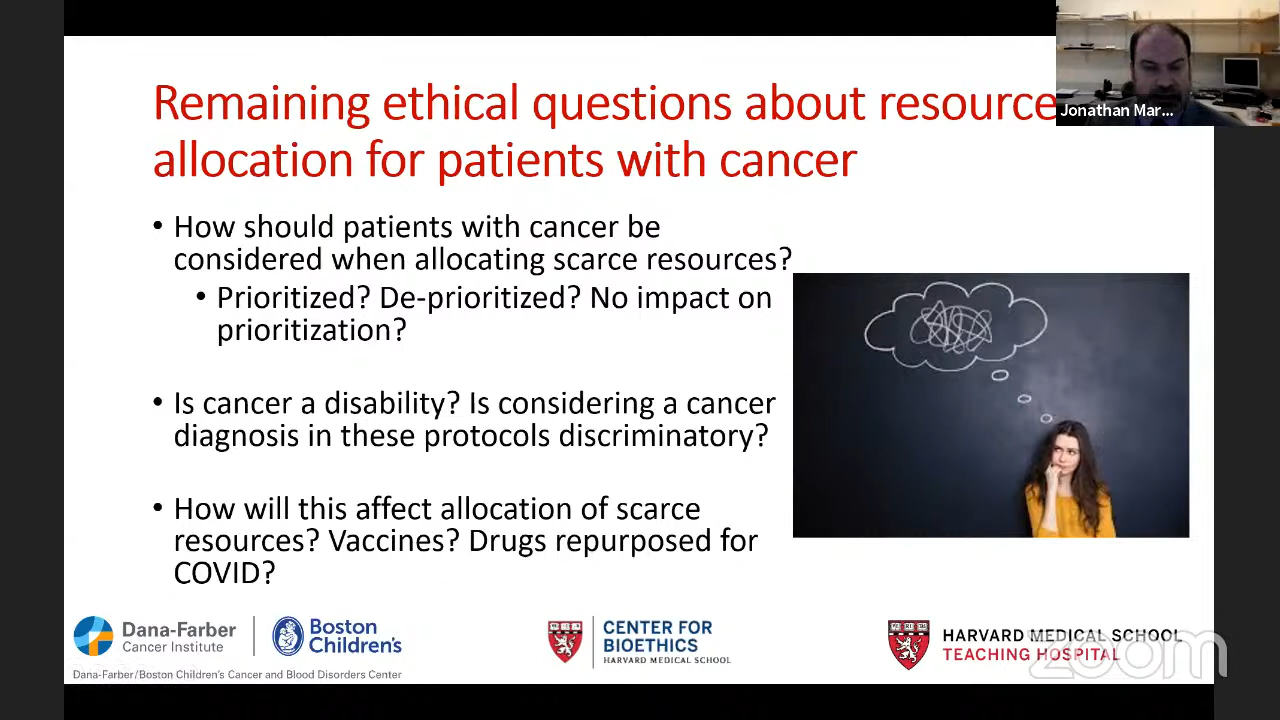 Remaining ethical questions about resource
Jonathan Mar...
allocation for patients with cancer
• How should patients with cancer be
considered when allocating scarce resources?
• Prioritized? De-prioritized? No impact on
prioritization?
• Is cancer a disability? Is considering a cancer
diagnosis in these protocols discriminatory?
• How will this affect allocation of scarce
resources? Vaccines? Drugs repurposed for
COVID?
Dana-Farber
Cancer Institute
Boston
Children's
Dana-Farber/Boston Children's Cancer and Blood Disorders Center
CENTER FOR
BIOETHICS
HARVARD MEDICAL SCHOOL
HARVARD MEDICAL SCHOOL
TEACHING HOSPITAL
zoom